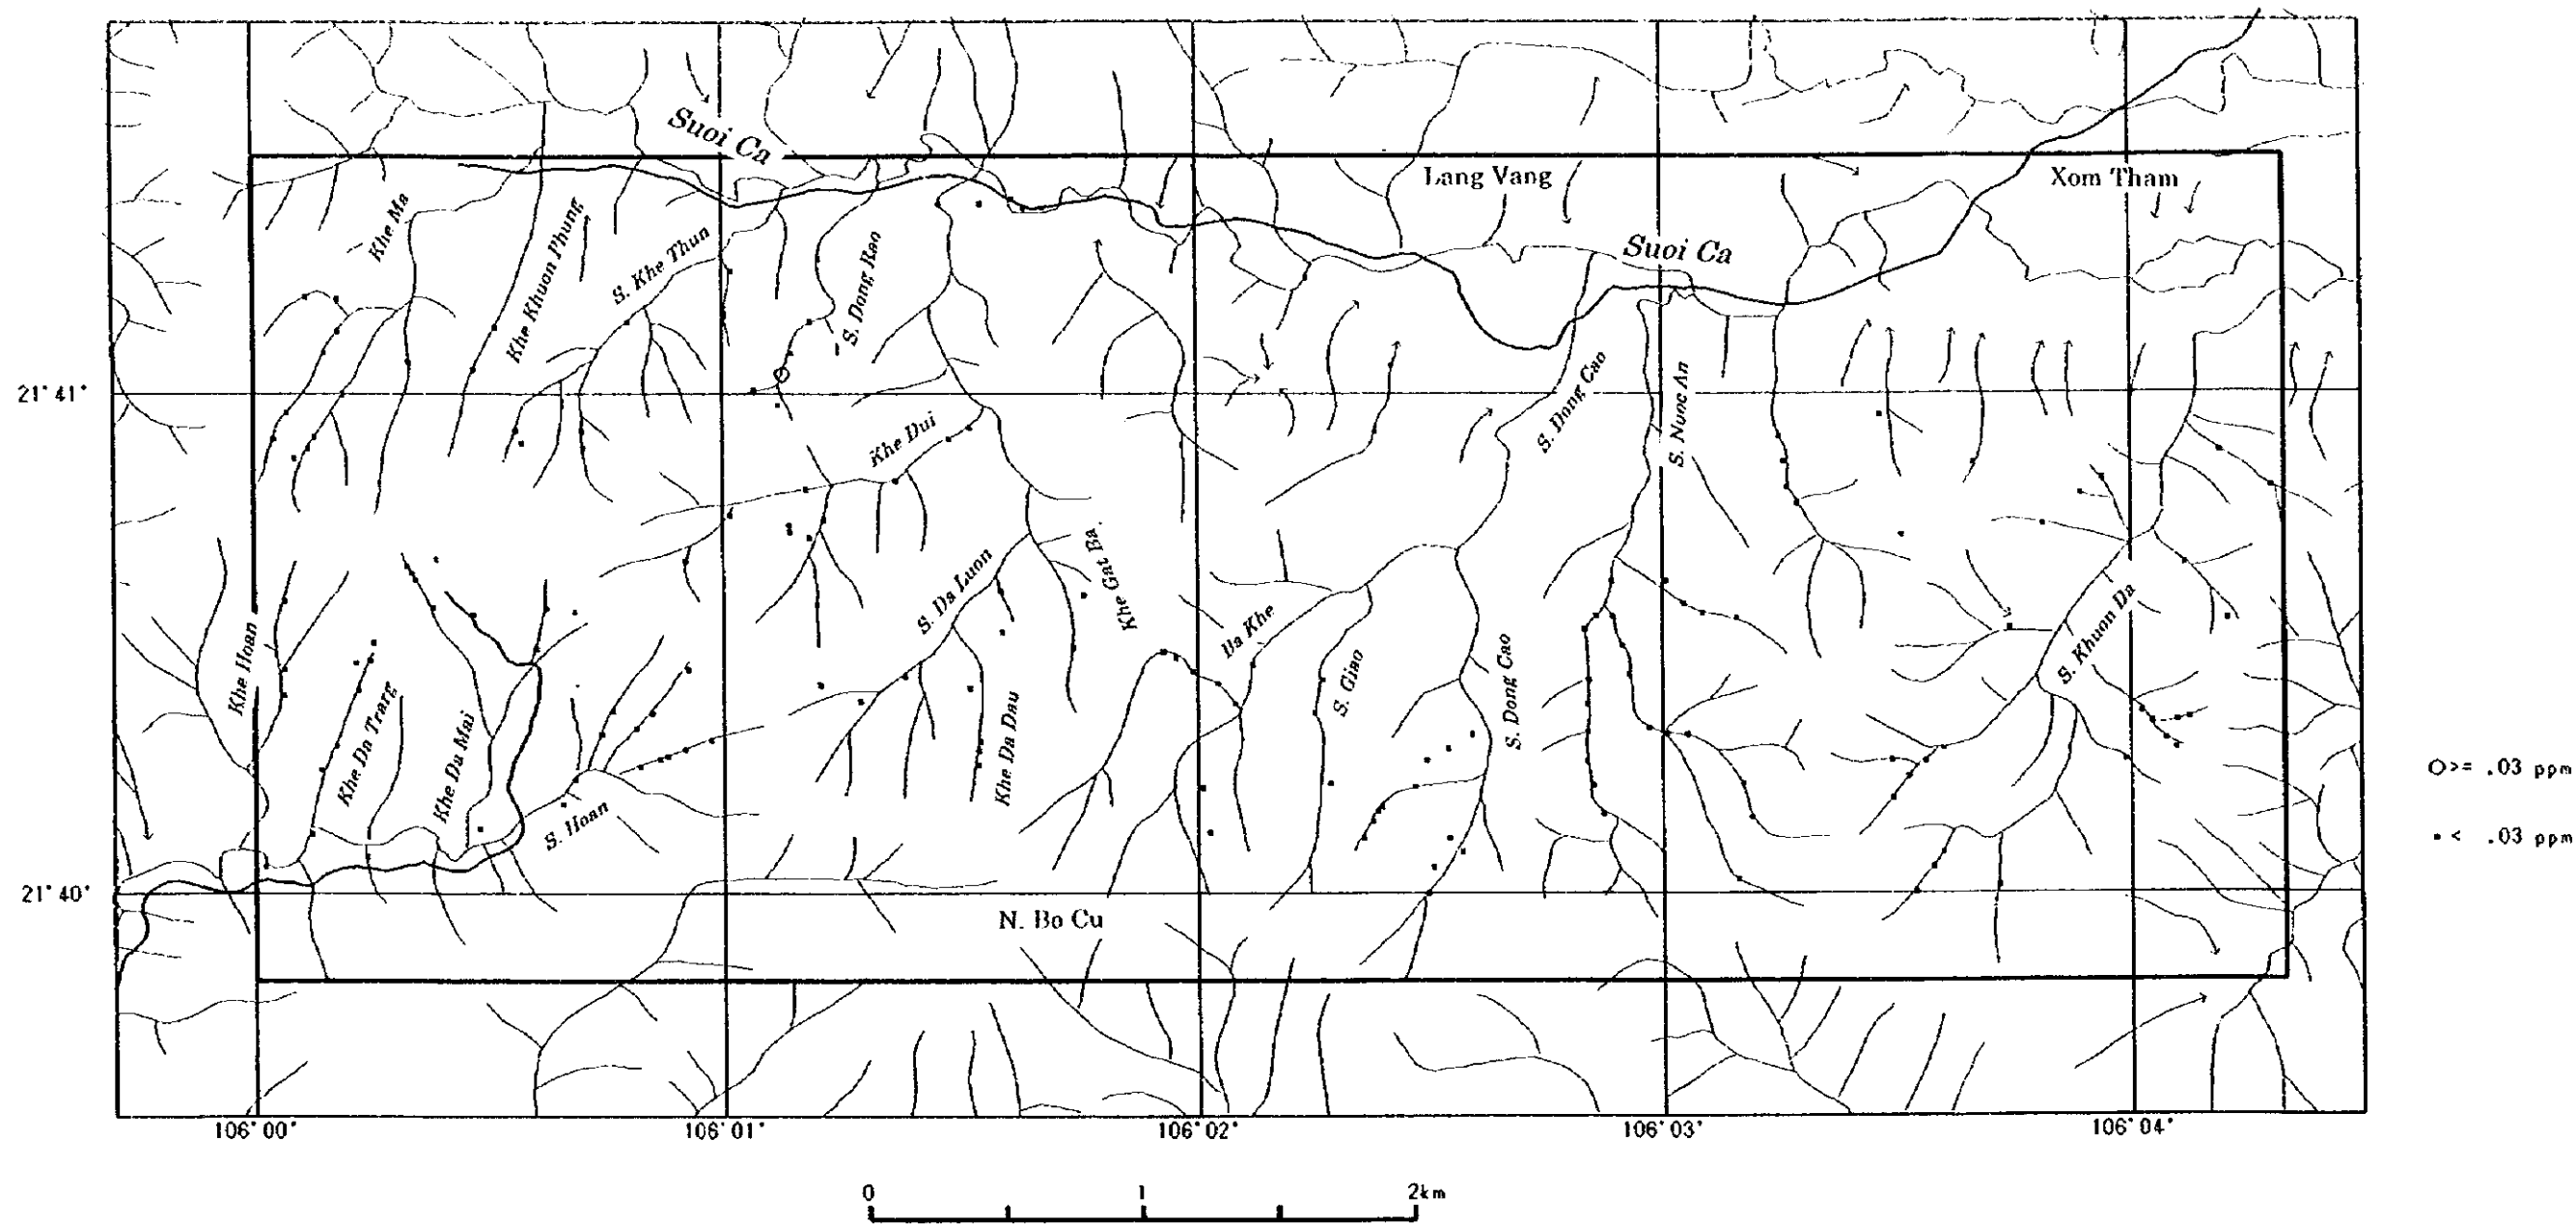 Suoi Ca
Lang Vang
Xom Tham
Khe Ma
Khe Khuon Phung
S. Khe Thun
S. Dong Rao
Suoi Ca
21°41'
Khe Dui
S. Dong Cao
S. Nuoc An
Khe Gat Ba
S. Da Luon
Da Khe
S. Giao
S. Dong Cao
S. Khuon Da
Khe Hoan
Khe Da Trang
Khe Da Mai
Khe Da Dau
S. Hoan
O>= .03 ppm
▪ < .03 ppm
21°40'
N. Bo Cu
106°00' 106°01' 106°02' 106°03' 106°04'
0 1 2km